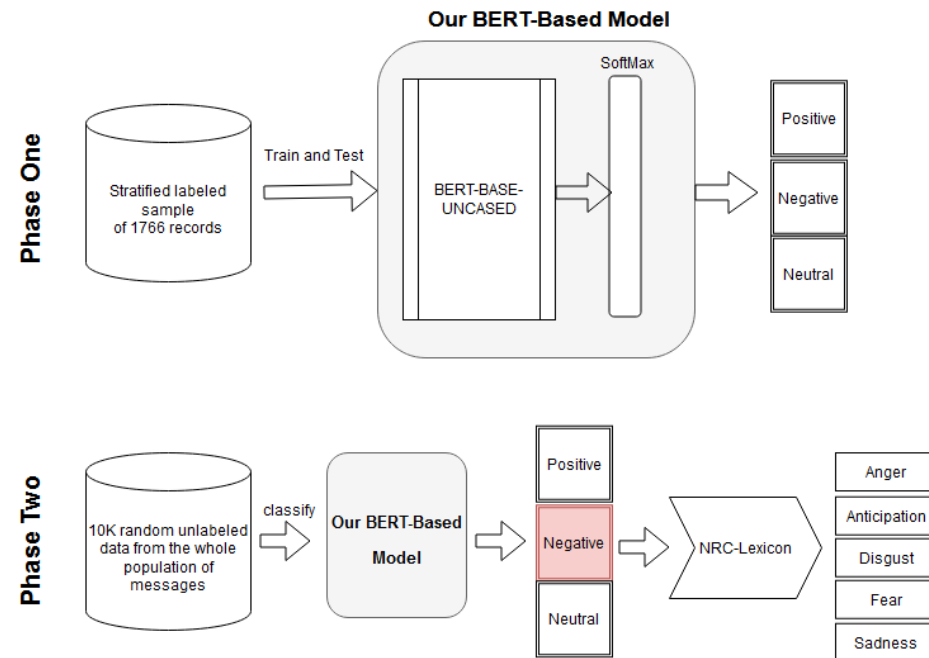 Our BERT-Based Model
Phase One
Stratified labeled
sample
of 1766 records
Train and Test
BERT-BASE-
UNCASED
SoftMax
Positive
Negative
Neutral
Phase Two
10K random unlabeled
data from the whole
population of
messages
classify
Our BERT-Based
Model
Positive
Negative
Neutral
NRC-Lexicon
Anger
Anticipation
Disgust
Fear
Sadness